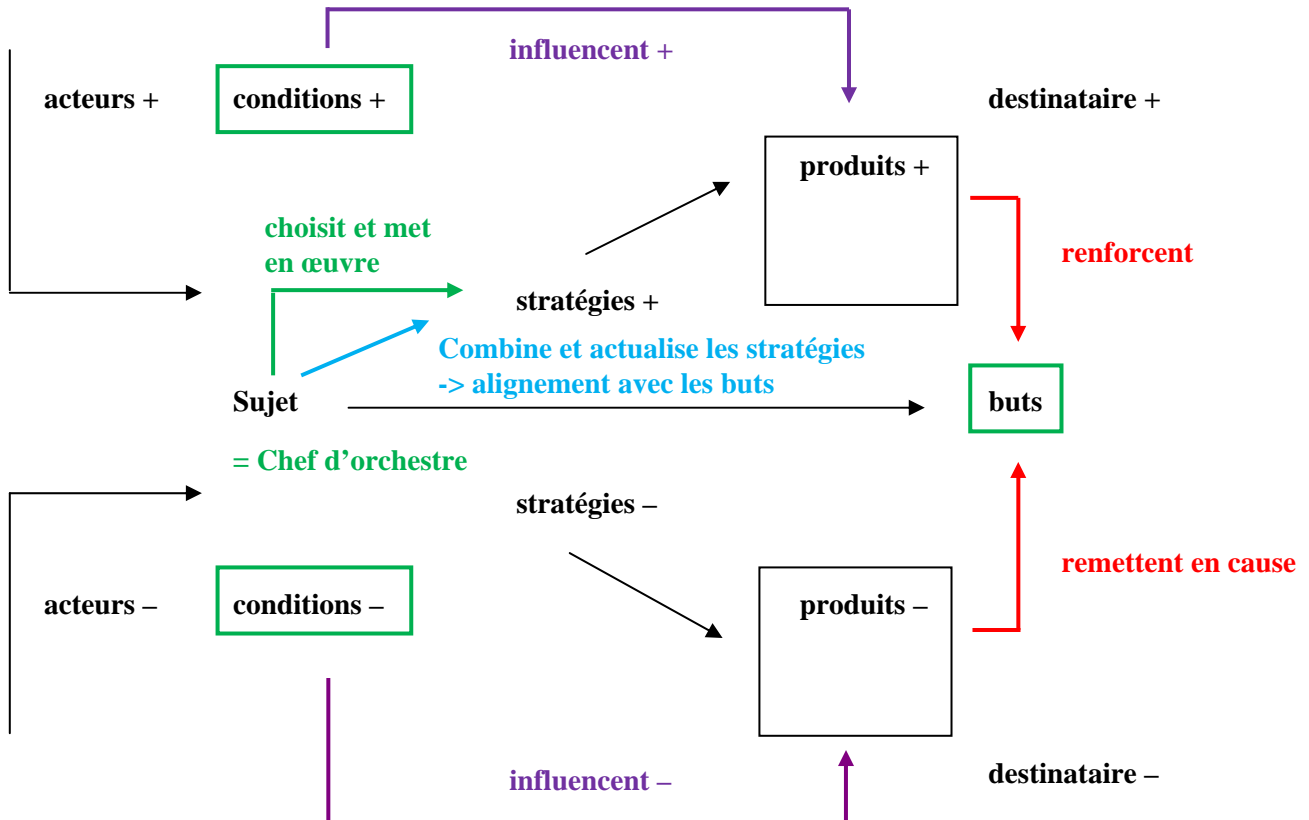 influencent +
acteurs +
conditions +
destinataire +
produits +
choisit et met
en œuvre
renforcent
stratégies +
Combine et actualise les stratégies
-> alignement avec les buts
Sujet
buts
= Chef d’orchestre
stratégies –
remettent en cause
acteurs –
conditions –
produits –
influencent –
destinataire –